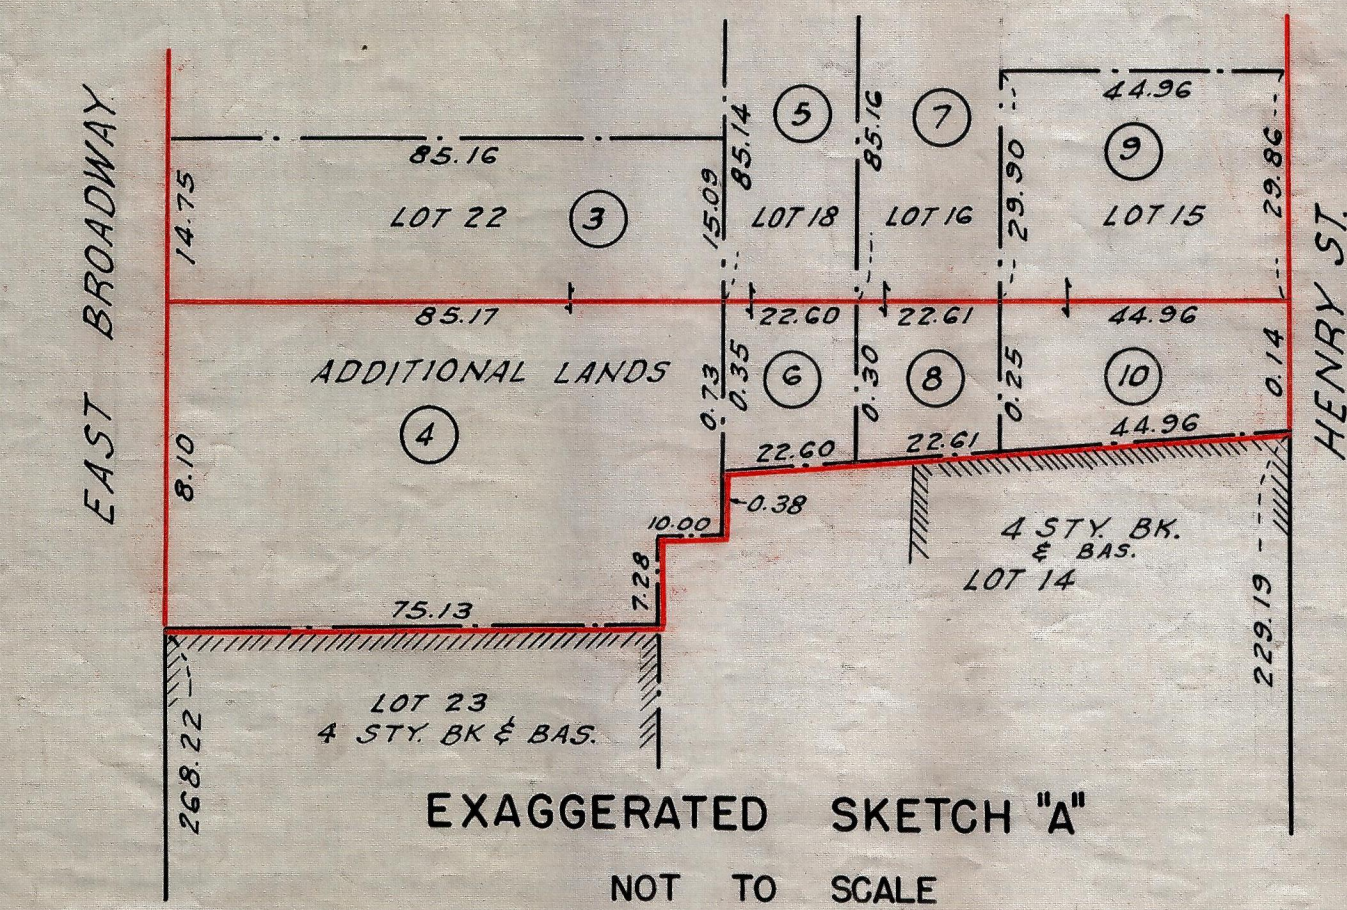 EAST BROADWAY
HENRY ST.
14.75
85.16
LOT 22
3
15.09
85.14
5
LOT 18
85.16
7
LOT 16
29.90
44.96
9
LOT 15
29.86
85.17
22.60
22.61
44.96
ADDITIONAL LANDS
4
8.10
0.73
0.35
6
0.30
8
0.25
10
0.14
22.60
22.61
44.96
10.00
0.38
7.28
75.13
4 STY. BK.
& BAS.
LOT 14
229.19
LOT 23
4 STY. BK & BAS.
268.22
EXAGGERATED SKETCH "A"
NOT TO SCALE